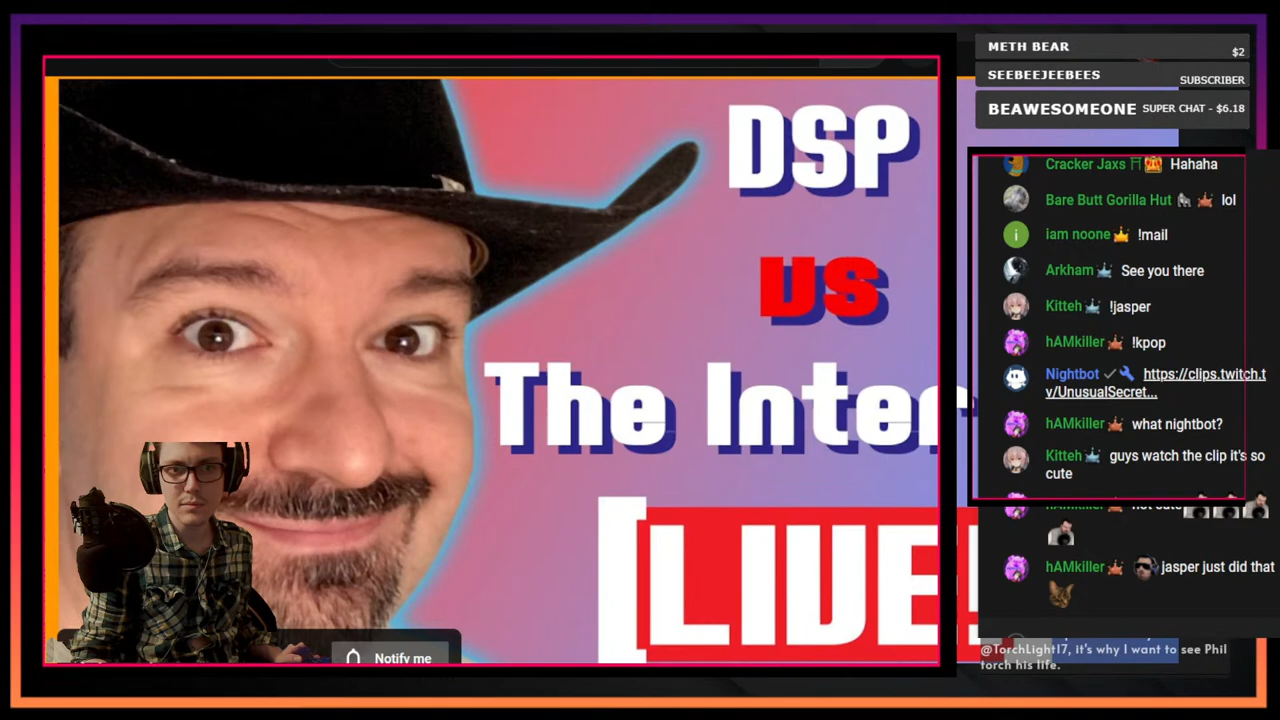 METH BEAR
$2
SEEBEEJEEBEES
SUBSCRIBER
BEAWESOMEONE SUPER CHAT - $6.18
DSP
VS
The Inter
[LIVE!
Notify me
Cracker Jaxs Hahaha
Bare Butt Gorilla Hut lol
iam noone !mail
Arkham See you there
Kitteh !jasper
hAMkiller !kpop
Nightbot https://clips.twitch.t
v/UnusualSecret...
hAMkiller what nightbot?
Kitteh guys watch the clip it's so
cute
hAMkiller not cute
hAMkiller jasper just did that
@TorchLight17, it's why I want to see Phil
torch his life.